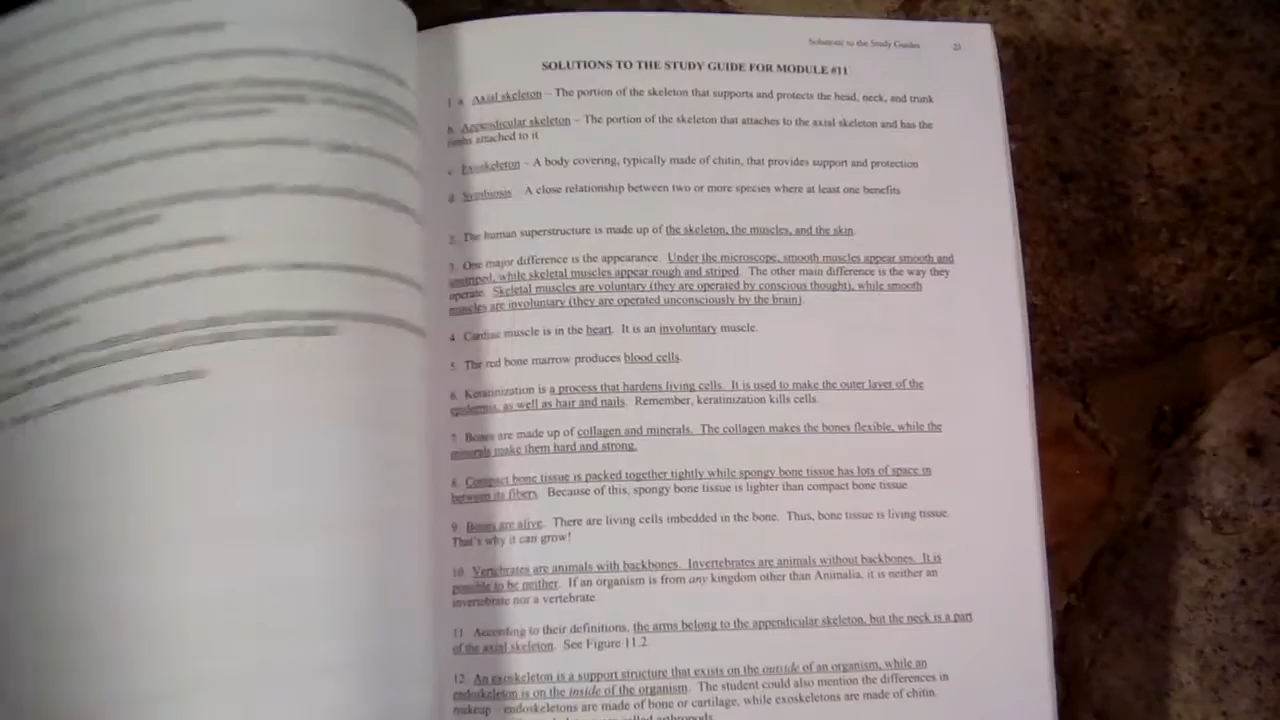 Solutions to the Study Guides 23
SOLUTIONS TO THE STUDY GUIDE FOR MODULE #11
1. a. Axial skeleton – The portion of the skeleton that supports and protects the head, neck, and trunk
b. Appendicular skeleton – The portion of the skeleton that attaches to the axial skeleton and has the
limbs attached to it
c. Exoskeleton – A body covering, typically made of chitin, that provides support and protection
d. Symbiosis – A close relationship between two or more species where at least one benefits
2. The human superstructure is made up of the skeleton, the muscles, and the skin.
3. One major difference is the appearance. Under the microscope, smooth muscles appear smooth and
unstriped, while skeletal muscles appear rough and striped. The other main difference is the way they
operate. Skeletal muscles are voluntary (they are operated by conscious thought), while smooth
muscles are involuntary (they are operated unconsciously by the brain).
4. Cardiac muscle is in the heart. It is an involuntary muscle.
5. The red bone marrow produces blood cells.
6. Keratinization is a process that hardens living cells. It is used to make the outer layer of the
epidermis, as well as hair and nails. Remember, keratinization kills cells.
7. Bones are made up of collagen and minerals. The collagen makes the bones flexible, while the
minerals make them hard and strong.
8. Compact bone tissue is packed together tightly while spongy bone tissue has lots of space in
between its fibers. Because of this, spongy bone tissue is lighter than compact bone tissue.
9. Bones are alive. There are living cells imbedded in the bone. Thus, bone tissue is living tissue.
That's why it can grow!
10. Vertebrates are animals with backbones. Invertebrates are animals without backbones. It is
possible to be neither. If an organism is from any kingdom other than Animalia, it is neither an
invertebrate nor a vertebrate.
11. According to their definitions, the arms belong to the appendicular skeleton, but the neck is a part
of the axial skeleton. See Figure 11.2.
12. An exoskeleton is a support structure that exists on the outside of an organism, while an
endoskeleton is on the inside of the organism. The student could also mention the differences in
makeup – endoskeletons are made of bone or cartilage, while exoskeletons are made of chitin.
called arthropods.